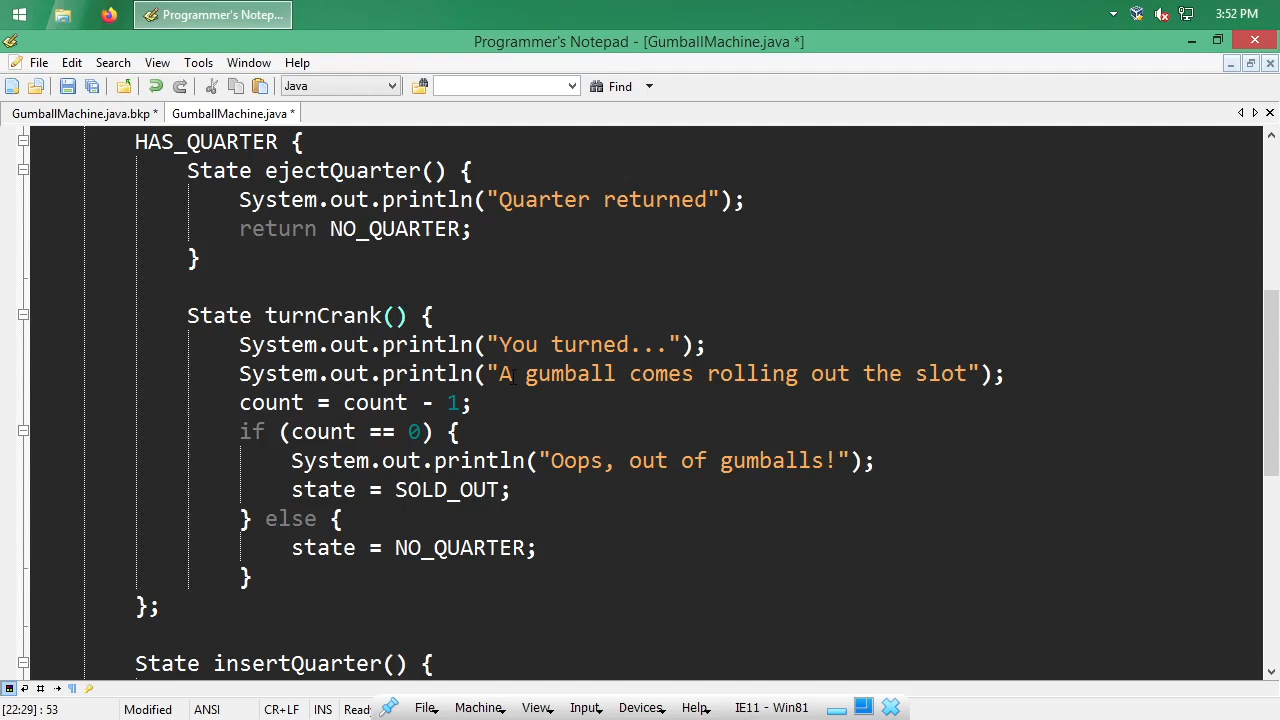 Programmer's Notep...
3:52 PM
Programmer's Notepad - [GumballMachine.java *]
File Edit Search View Tools Window Help
Java Find
GumballMachine.java.bkp * GumballMachine.java *
HAS_QUARTER {
State ejectQuarter() {
System.out.println("Quarter returned");
return NO_QUARTER;
}
State turnCrank() {
System.out.println("You turned...");
System.out.println("A gumball comes rolling out the slot");
count = count - 1;
if (count == 0) {
System.out.println("Oops, out of gumballs!");
state = SOLD_OUT;
} else {
state = NO_QUARTER;
}
};
State insertQuarter() {
[22:29] : 53 Modified ANSI CR+LF INS Ready File Machine View Input Devices Help IE11 - Win81